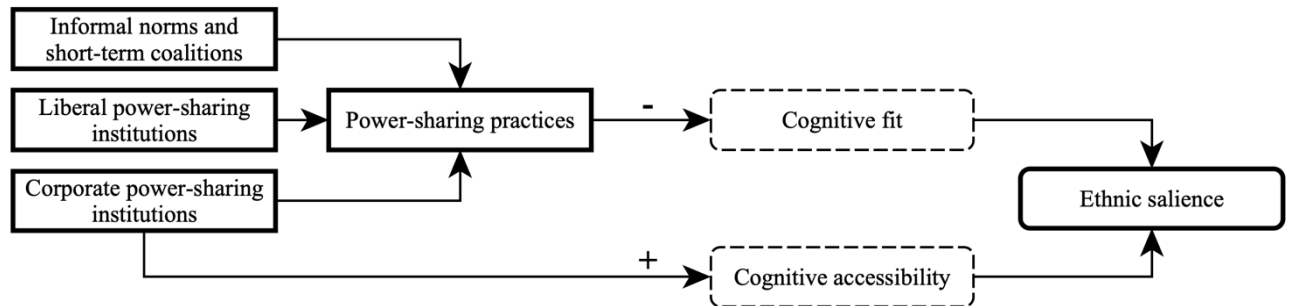 Informal norms and
short-term coalitions
Liberal power-sharing
institutions
Power-sharing practices
-
Cognitive fit
Corporate power-sharing
institutions
Ethnic salience
+
Cognitive accessibility